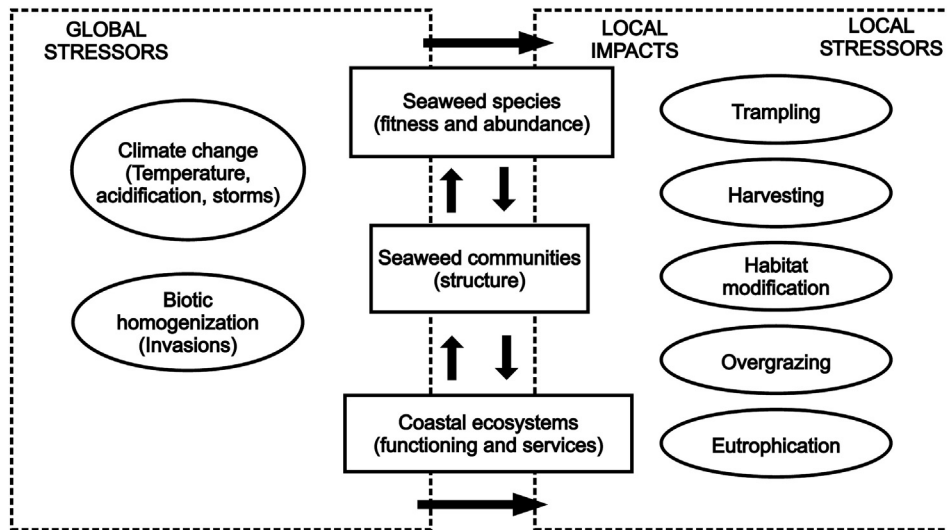 GLOBAL
STRESSORS
LOCAL
IMPACTS
LOCAL
STRESSORS
Climate change
(Temperature,
acidification, storms)
Biotic
homogenization
(Invasions)
Seaweed species
(fitness and abundance)
Seaweed communities
(structure)
Coastal ecosystems
(functioning and services)
Trampling
Harvesting
Habitat
modification
Overgrazing
Eutrophication